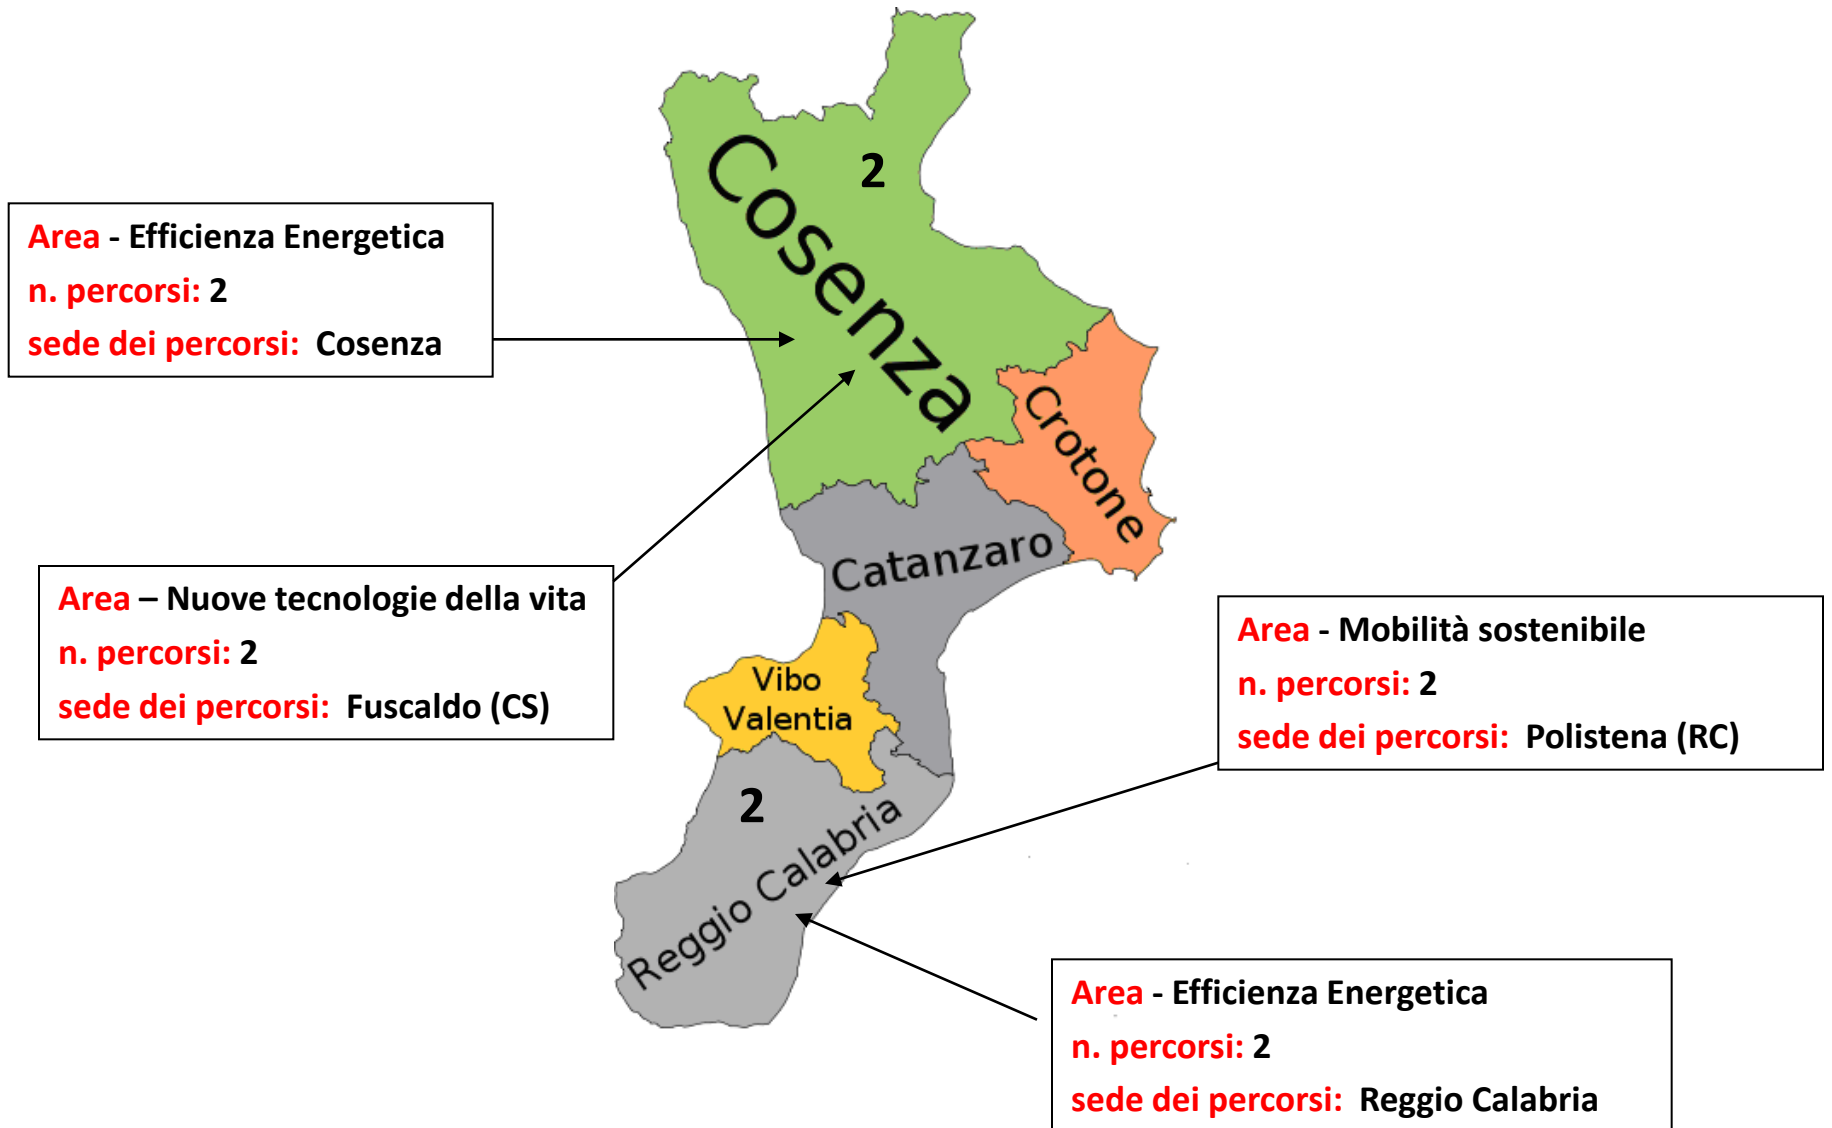 2
Cosenza
Area - Efficienza Energetica
n. percorsi: 2
sede dei percorsi: Cosenza
Crotone
Catanzaro
Area – Nuove tecnologie della vita
n. percorsi: 2
sede dei percorsi: Fuscaldo (CS)
Area - Mobilità sostenibile
n. percorsi: 2
sede dei percorsi: Polistena (RC)
Vibo
Valentia
2
Reggio Calabria
Area - Efficienza Energetica
n. percorsi: 2
sede dei percorsi: Reggio Calabria